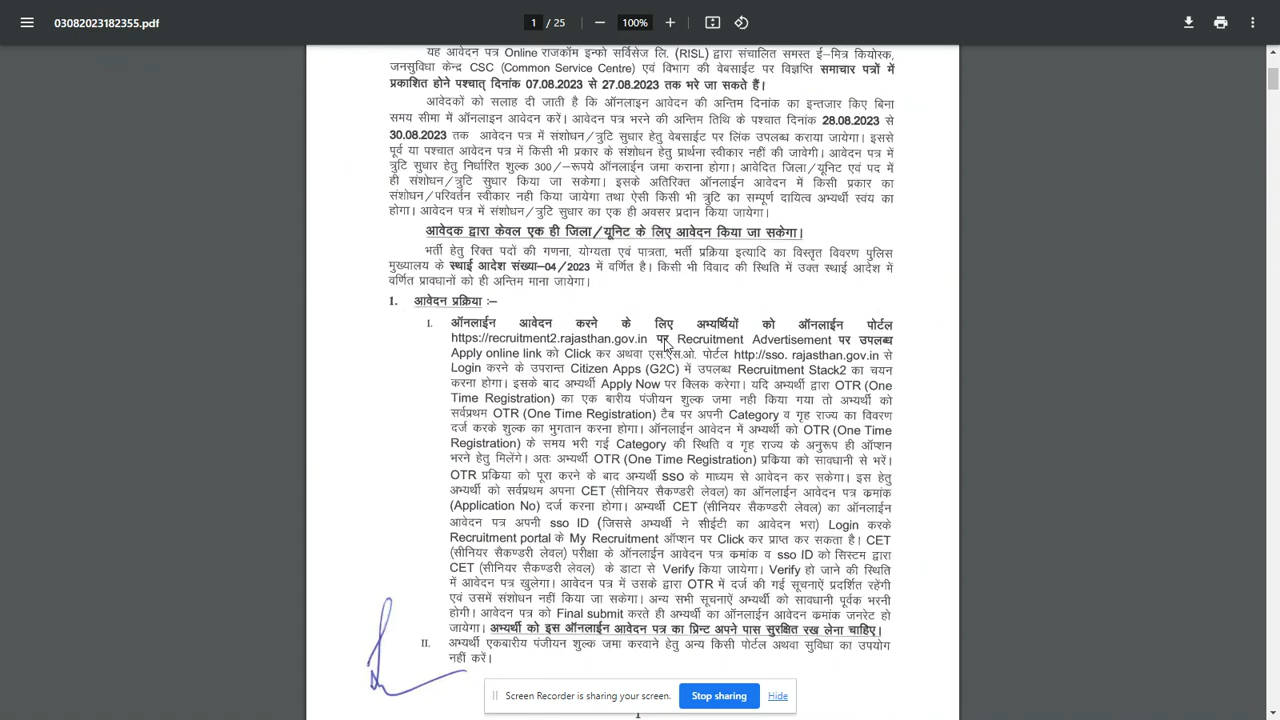 03082023182355.pdf
1 / 25
100%
यह आवेदन पत्र Online राजकॉम इन्फो सर्विसेज लि. (RISL) द्वारा संचालित समस्त ई–मित्र कियोस्क,
जनसुविधा केन्द्र CSC (Common Service Centre) एवं विभाग की वेबसाईट पर विज्ञप्ति समाचार पत्रों में
प्रकाशित होने पश्चात् दिनांक 07.08.2023 से 27.08.2023 तक भरे जा सकते हैं।
आवेदकों को सलाह दी जाती है कि ऑनलाइन आवेदन की अन्तिम दिनांक का इन्तजार किए बिना
समय सीमा में ऑनलाइन आवेदन करें। आवेदन पत्र भरने की अन्तिम तिथि के पश्चात दिनांक 28.08.2023 से
30.08.2023 तक आवेदन पत्र में संशोधन/त्रुटि सुधार हेतु वेबसाईट पर लिंक उपलब्ध कराया जायेगा। इससे
पूर्व या पश्चात आवेदन पत्र में किसी भी प्रकार के संशोधन हेतु प्रार्थना स्वीकार नहीं की जावेगी। आवेदन पत्र में
त्रुटि सुधार हेतु निर्धारित शुल्क 300/–रूपये ऑनलाईन जमा कराना होगा। आवेदित जिला/यूनिट एवं पद में
ही संशोधन/त्रुटि सुधार किया जा सकेगा। इसके अतिरिक्त ऑनलाईन आवेदन में किसी प्रकार का
संशोधन/परिवर्तन स्वीकार नही किया जायेगा तथा ऐसी किसी भी त्रुटि का सम्पूर्ण दायित्व अभ्यर्थी स्वंय का
होगा। आवेदन पत्र में संशोधन/त्रुटि सुधार का एक ही अवसर प्रदान किया जायेगा।
आवेदक द्वारा केवल एक ही जिला/यूनिट के लिए आवेदन किया जा सकेगा।
भर्ती हेतु रिक्त पदों की गणना, योग्यता एवं पात्रता, भर्ती प्रक्रिया इत्यादि का विस्तृत विवरण पुलिस
मुख्यालय के स्थाई आदेश संख्या–04/2023 में वर्णित है। किसी भी विवाद की स्थिति में उक्त स्थाई आदेश में
वर्णित प्रावधानों को ही अन्तिम माना जायेगा।
1. आवेदन प्रक्रिया :–
I. ऑनलाईन आवेदन करने के लिए अभ्यर्थियों को ऑनलाईन पोर्टल
https://recruitment2.rajasthan.gov.in पर Recruitment Advertisement पर उपलब्ध
Apply online link को Click कर अथवा एस.एस.ओ. पोर्टल http://sso. rajasthan.gov.in से
Login करने के उपरान्त Citizen Apps (G2C) में उपलब्ध Recruitment Stack2 का चयन
करना होगा। इसके बाद अभ्यर्थी Apply Now पर क्लिक करेगा। यदि अभ्यर्थी द्वारा OTR (One
Time Registration) का एक बारीय पंजीयन शुल्क जमा नही किया गया तो अभ्यर्थी को
सर्वप्रथम OTR (One Time Registration) टैब पर अपनी Category व गृह राज्य का विवरण
दर्ज करके शुल्क का भुगतान करना होगा। ऑनलाईन आवेदन में अभ्यर्थी को OTR (One Time
Registration) के समय भरी गई Category की स्थिति व गृह राज्य के अनुरूप ही ऑप्शन
भरने हेतु मिलेंगे। अतः अभ्यर्थी OTR (One Time Registration) प्रकिया को सावधानी से भरें।
OTR प्रकिया को पूरा करने के बाद अभ्यर्थी sso के माध्यम से आवेदन कर सकेगा। इस हेतु
अभ्यर्थी को सर्वप्रथम अपना CET (सीनियर सैकण्डरी लेवल) का ऑनलाईन आवेदन पत्र कमांक
(Application No) दर्ज करना होगा। अभ्यर्थी CET (सीनियर सैकण्डरी लेवल) का ऑनलाईन
आवेदन पत्र अपनी sso ID (जिससे अभ्यर्थी ने सीईटी का आवेदन भरा) Login करके
Recruitment portal के My Recruitment ऑप्शन पर Click कर प्राप्त कर सकता है। CET
(सीनियर सैकण्डरी लेवल) परीक्षा के ऑनलाईन आवेदन पत्र कमांक व sso ID को सिस्टम द्वारा
CET (सीनियर सैकण्डरी लेवल) के डाटा से Verify किया जायेगा। Verify हो जाने की स्थिति
में आवेदन पत्र खुलेगा। आवेदन पत्र में उसके द्वारा OTR में दर्ज की गई सूचनाऐं प्रदर्शित रहेंगी
एवं उसमें संशोधन नहीं किया जा सकेगा। अन्य सभी सूचनाऐं अभ्यर्थी को सावधानी पूर्वक भरनी
होगी। आवेदन पत्र को Final submit करते ही अभ्यर्थी का ऑनलाईन आवेदन कमांक जनरेट हो
जायेगा। अभ्यर्थी को इस ऑनलाईन आवेदन पत्र का प्रिन्ट अपने पास सुरक्षित रख लेना चाहिए।
II. अभ्यर्थी एकबारीय पंजीयन शुल्क जमा करवाने हेतु अन्य किसी पोर्टल अथवा सुविधा का उपयोग
नहीं करें।
Screen Recorder is sharing your screen. Stop sharing Hide